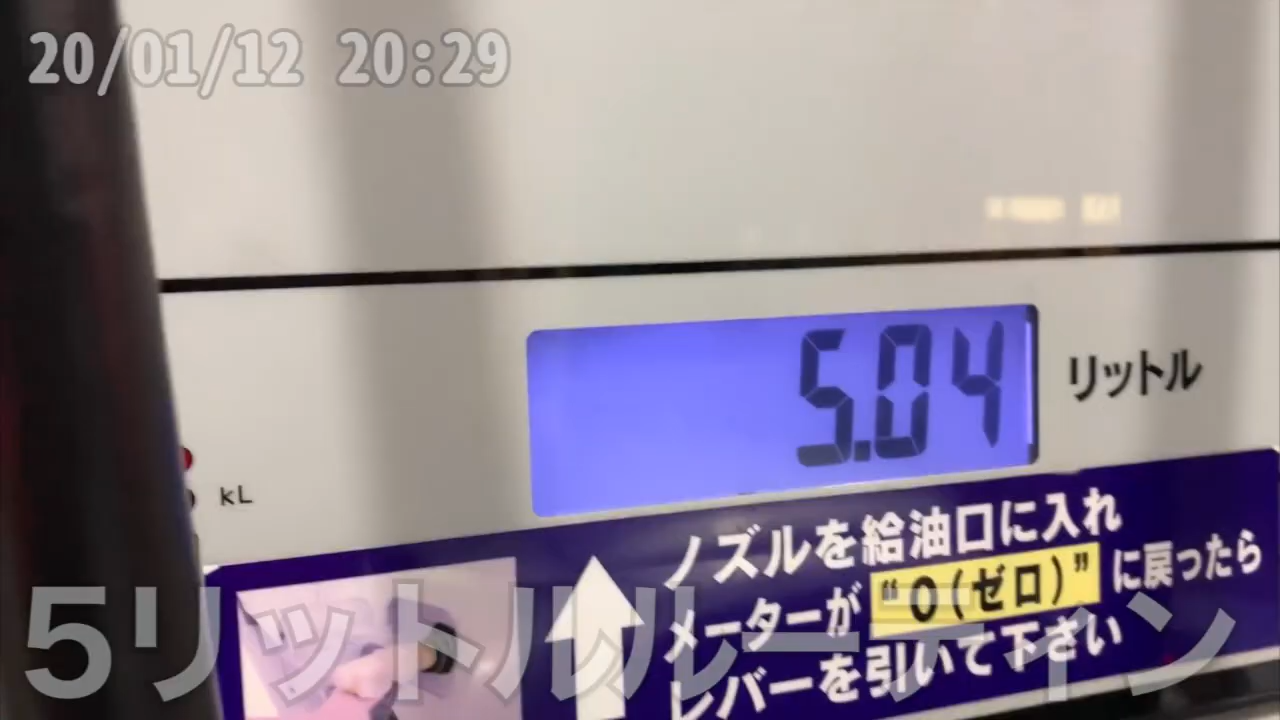 20/01/12 20:29
5.04 リットル
kL
ノズルを給油口に入れ
メーターが“0(ゼロ)”に戻ったら
レバーを引いて下さい
5リットルルーティン